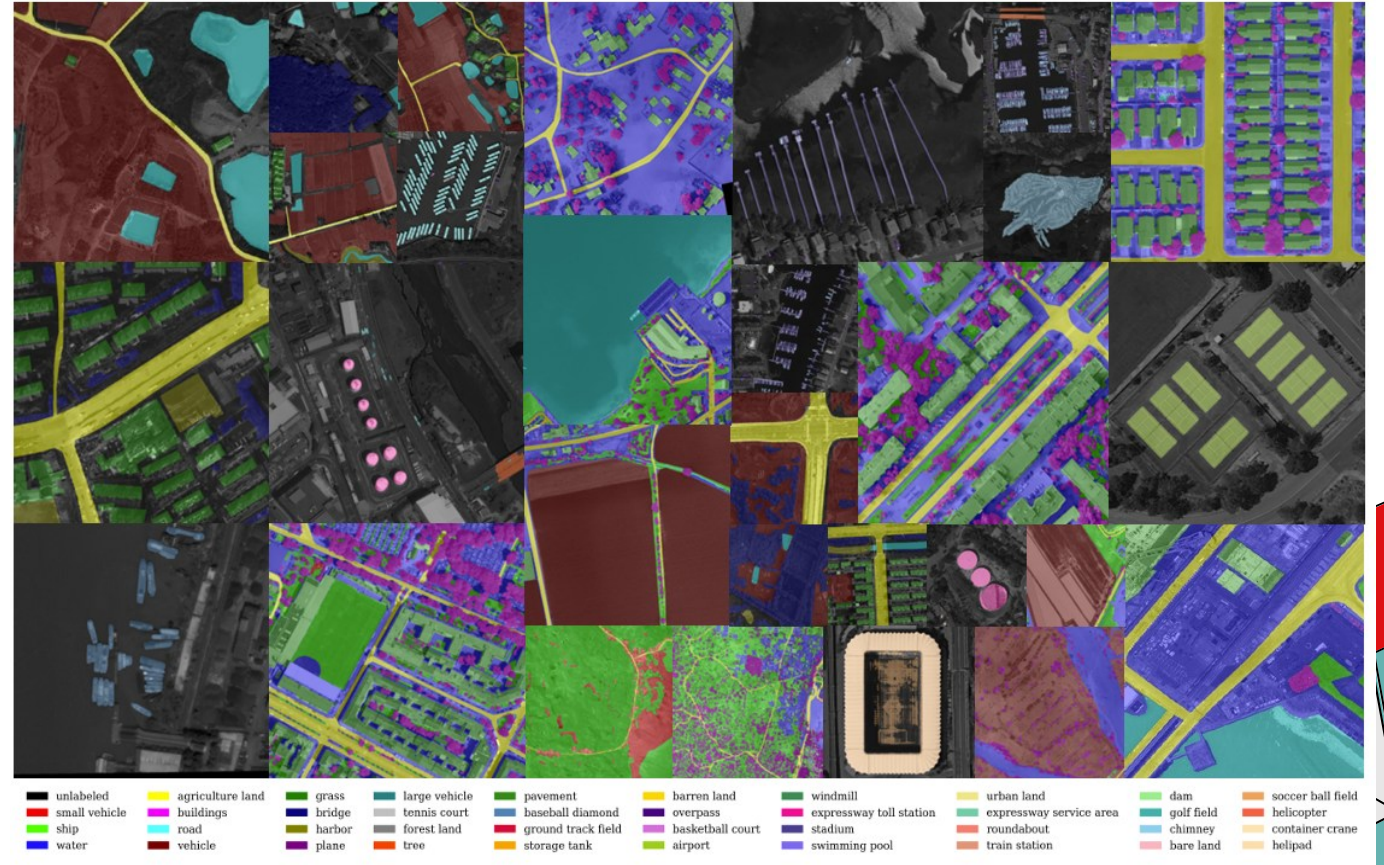 unlabeled agriculture land grass large vehicle pavement barren land windmill urban land dam soccer ball field
small vehicle buildings bridge tennis court baseball diamond overpass expressway toll station expressway service area golf field helicopter
ship road harbor forest land ground track field basketball court stadium roundabout chimney container crane
water vehicle plane tree storage tank airport swimming pool train station bare land helipad